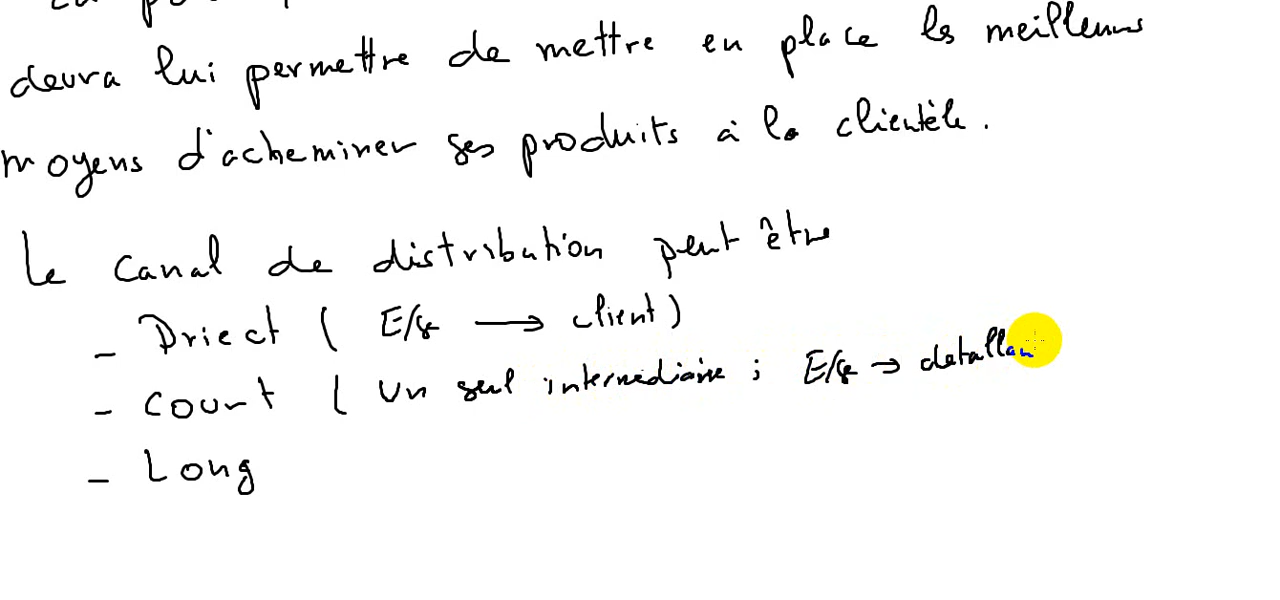 devra lui permettre de mettre en place les meilleurs
moyens d'acheminer ses produits à la clientèle.
Le canal de distribution peut être
- Driect ( E/se → client )
- Court ( Un seul intermédiaire ; E/se → detaillan
- Long